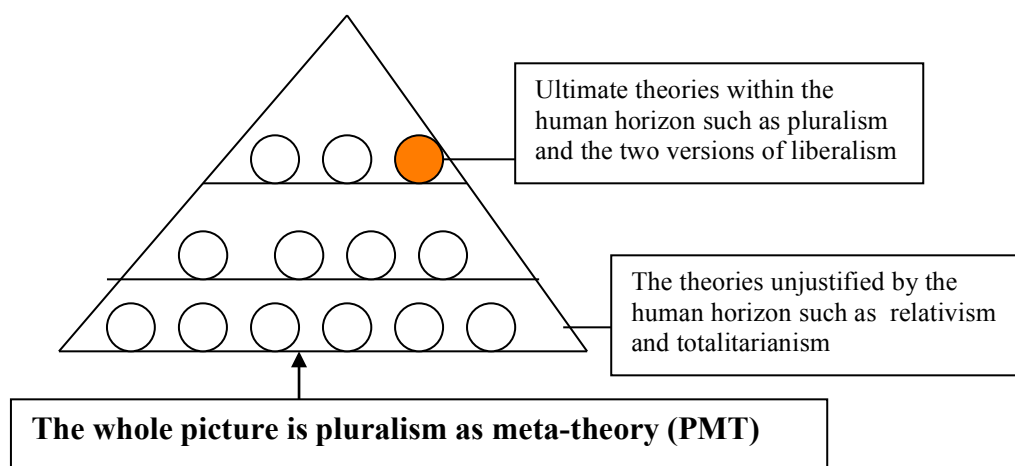 Ultimate theories within the
human horizon such as pluralism
and the two versions of liberalism
The theories unjustified by the
human horizon such as relativism
and totalitarianism
The whole picture is pluralism as meta-theory (PMT)